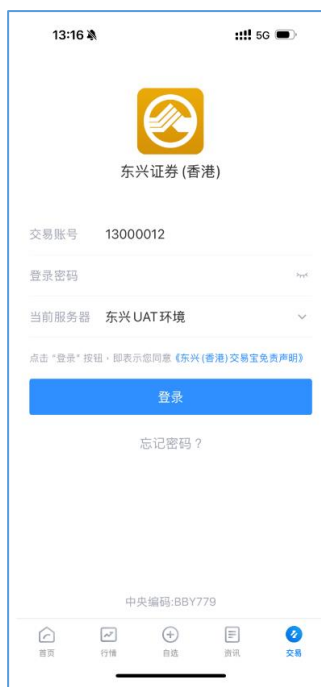 13:16 5G
东兴证券(香港)
交易账号 13000012
登录密码
当前服务器 东兴UAT环境
点击“登录”按钮，即表示您同意《东兴(香港)交易宝免责声明》
登录
忘记密码？
中央编码:BBY779
首页 行情 自选 资讯 交易